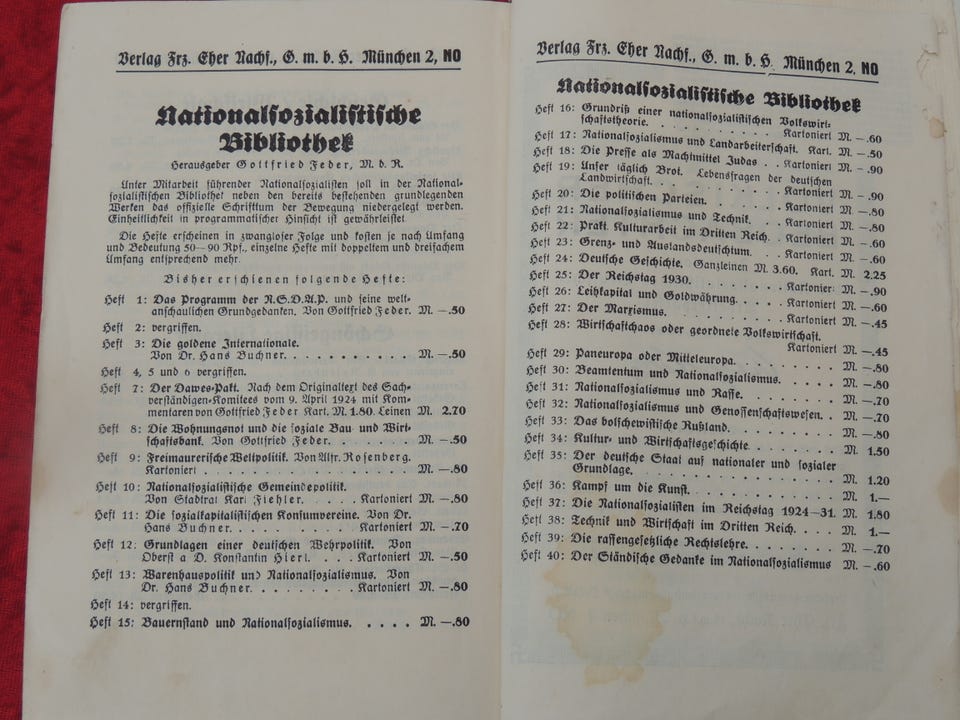 Verlag Frz. Eher Nachf., G. m. b. H. München 2, NO
Nationalsozialistische
Bibliothek
Herausgeber Gottfried Feder, M. d. R.
Unter Mitarbeit führender Nationalsozialisten soll in der National-
sozialistischen Bibliothek neben den bereits bestehenden grundlegenden
Werken das offizielle Schrifttum der Bewegung niedergelegt werden.
Einheitlichkeit in programmatischer Hinsicht ist gewährleistet
Die Hefte erscheinen in zwangloser Folge und kosten je nach Umfang
und Bedeutung 50—90 Rpf., einzelne Hefte mit doppeltem und dreifachem
Umfang entsprechend mehr.
Bisher erschienen folgende Hefte:
Heft 1: Das Programm der N.S.D.A.P. und seine welt-
anschaulichen Grundgedanken. Von Gottfried Feder. M. —.50
Heft 2: vergriffen.
Heft 3: Die goldene Internationale.
Von Dr. Hans Buchner. . . . . . . . . . M. —.50
Heft 4, 5 und 6 vergriffen.
Heft 7: Der Dawes-Pakt. Nach dem Originaltext des Sach-
verständigen-Komitees vom 9. April 1924 mit Kom-
mentaren von Gottfried Feder Kart. M. 1.80. Leinen M. 2.70
Heft 8: Die Wohnungsnot und die soziale Bau- und Wirt-
schaftsbank. Von Gottfried Feder. . . . . . M. —.50
Heft 9: Freimaurerische Weltpolitik. Von Alfr. Rosenberg.
Kartoniert . . . . . . . . . . . . . . M. —.80
Heft 10: Nationalsozialistische Gemeindepolitik.
Von Stadtrat Karl Fiehler. . . . . Kartoniert M. —.80
Heft 11: Die sozialkapitalistischen Konsumvereine. Von Dr.
Hans Buchner. . . . . . . . . Kartoniert M. —.70
Heft 12: Grundlagen einer deutschen Wehrpolitik. Von
Oberst a D. Konstantin Hierl. . . . Kartoniert M. —.50
Heft 13: Warenhauspolitik und Nationalsozialismus. Von
Dr. Hans Buchner. . . . . . . . Kartoniert M. —.80
Heft 14: vergriffen.
Heft 15: Bauernstand und Nationalsozialismus. . . . . M. —.80
Verlag Frz. Eher Nachf., G. m. b. H. München 2, NO
Nationalsozialistische Bibliothek
Heft 16: Grundriß einer nationalsozialistischen Volkswirt-
schaftstheorie. . . . . . . . . . . Kartoniert M. —.60
Heft 17: Nationalsozialismus und Landarbeiterschaft. Kart. M. —.50
Heft 18: Die Presse als Machtmittel Judas . . Kartoniert M. —.90
Heft 19: Unser täglich Brot. Lebensfragen der deutschen
Landwirtschaft. . . . . . . . . . . Kartoniert M. —.90
Heft 20: Die politischen Parteien. . . . . . Kartoniert M. —.80
Heft 21: Nationalsozialismus und Technik. . Kartoniert M. —.80
Heft 22: Prakt. Kulturarbeit im Dritten Reich. Kartoniert M. —.60
Heft 23: Grenz- und Auslandsdeutschtum. . . Kartoniert M. —.60
Heft 24: Deutsche Geschichte. Ganzleinen M. 3.60. Kart. M. 2.25
Heft 25: Der Reichstag 1930. . . . . . . . Kartoniert M. —.90
Heft 26: Leihkapital und Goldwährung. . . . Kartoniert M. —.60
Heft 27: Der Marxismus. . . . . . . . . . Kartoniert M. —.45
Heft 28: Wirtschaftchaos oder geordnete Volkswirtschaft.
Kartoniert M. —.45
Heft 29: Paneuropa oder Mitteleuropa. . . . . . . . M. —.80
Heft 30: Beamtentum und Nationalsozialismus. . . . . M. —.80
Heft 31: Nationalsozialismus und Rasse. . . . . . . M. —.70
Heft 32: Nationalsozialismus und Genossenschaftswesen. . . M. —.70
Heft 33: Das bolschewistische Rußland. . . . . . . . M. —.80
Heft 34: Kultur- und Wirtschaftsgeschichte. . . . . . M. 1.50
Heft 35: Der deutsche Staat auf nationaler und sozialer
Grundlage. . . . . . . . . . . . . . M. 1.20
Heft 36: Kampf um die Kunst. . . . . . . . . . M. 1.—
Heft 37: Die Nationalsozialisten im Reichstag 1924—31. M. 1.80
Heft 38: Technik und Wirtschaft im Dritten Reich. . . . M. 1.—
Heft 39: Die rassengesetzliche Rechtslehre. . . . . . . M. —.70
Heft 40: Der Ständische Gedanke im Nationalsozialismus M. —.60